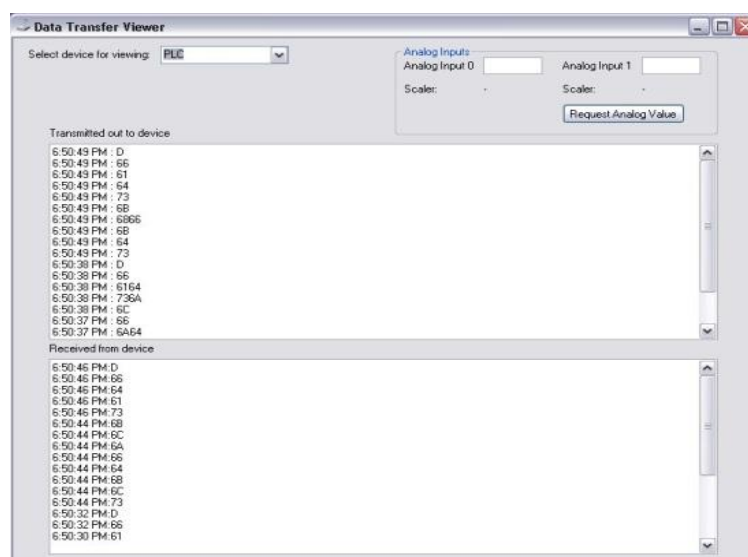 Data Transfer Viewer
Select device for viewing: PLC
Analog Inputs
Analog Input 0
Analog Input 1
Scaler: -
Scaler: -
Request Analog Value
Transmitted out to device
6:50:49 PM : D
6:50:49 PM : 66
6:50:49 PM : 61
6:50:49 PM : 64
6:50:49 PM : 73
6:50:49 PM : 6B
6:50:49 PM : 6866
6:50:49 PM : 6B
6:50:49 PM : 64
6:50:49 PM : 73
6:50:38 PM : D
6:50:38 PM : 66
6:50:38 PM : 6164
6:50:38 PM : 736A
6:50:38 PM : 6C
6:50:37 PM : 66
6:50:37 PM : 6A64
Received from device
6:50:46 PM:D
6:50:46 PM:66
6:50:46 PM:64
6:50:46 PM:61
6:50:46 PM:73
6:50:44 PM:6B
6:50:44 PM:6C
6:50:44 PM:6A
6:50:44 PM:66
6:50:44 PM:64
6:50:44 PM:6B
6:50:44 PM:6C
6:50:44 PM:73
6:50:32 PM:D
6:50:32 PM:66
6:50:30 PM:61